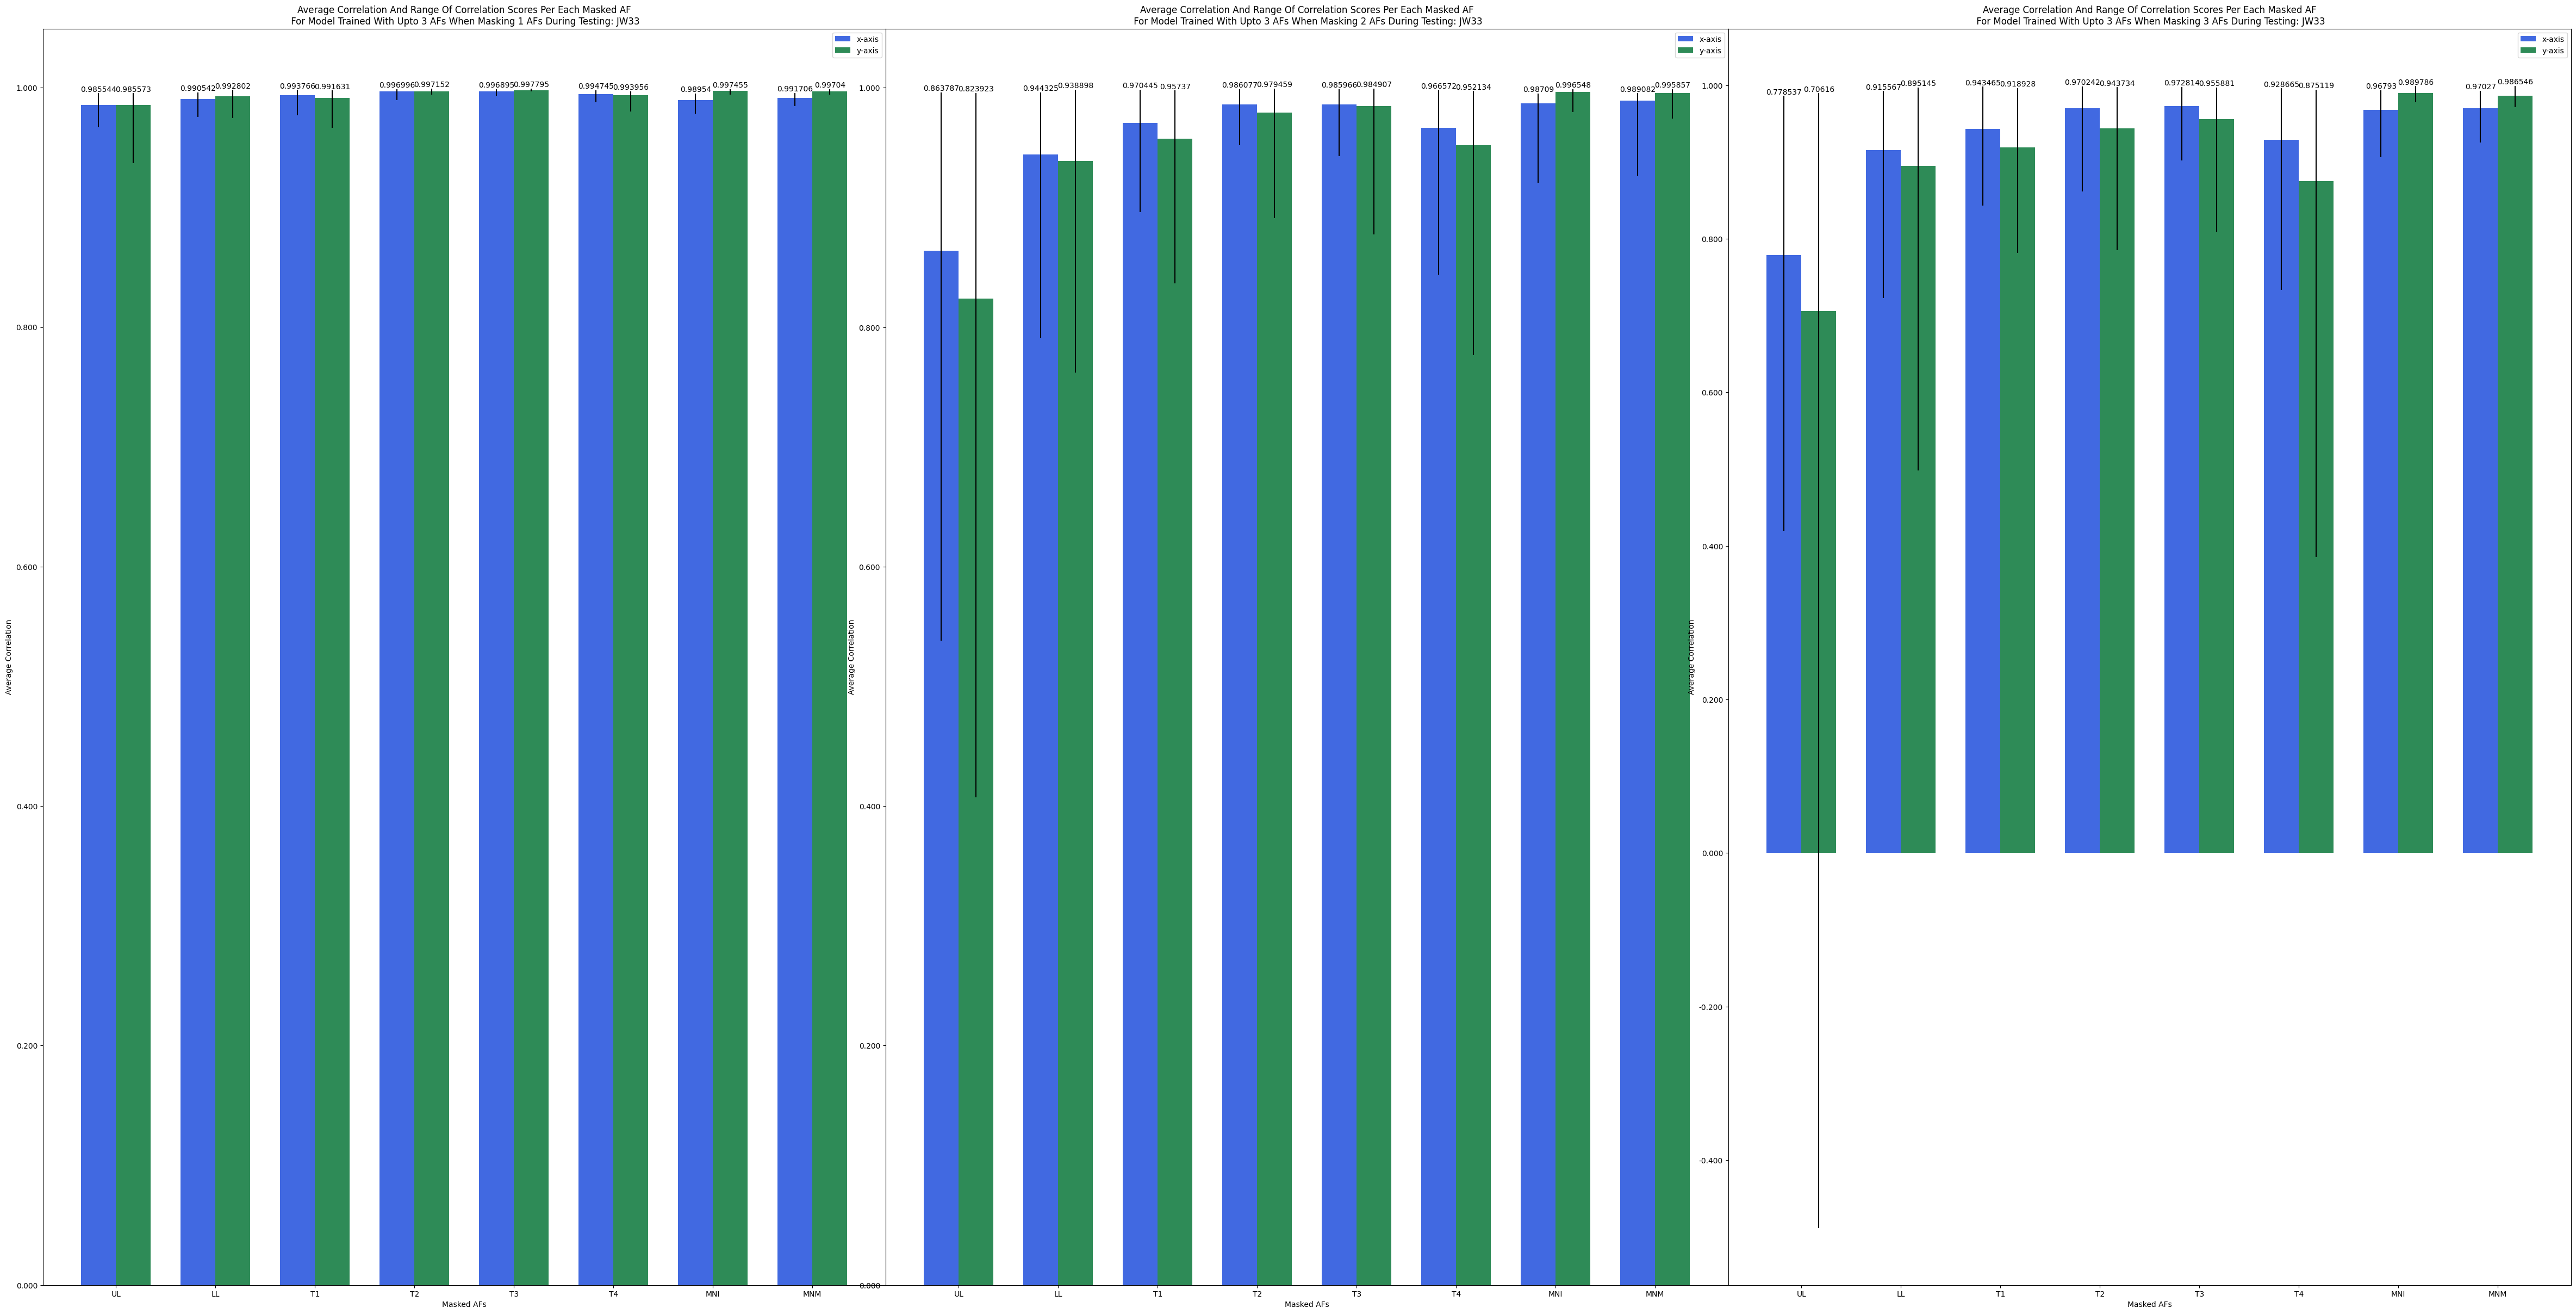 Average Correlation And Range Of Correlation Scores Per Each Masked AF
For Model Trained With Upto 3 AFs When Masking 1 AFs During Testing: JW33
x-axis
y-axis
0.985544 0.985573 0.990542 0.992802 0.993766 0.991631 0.996996 0.997152 0.996895 0.997795 0.994745 0.993956 0.98954 0.997455 0.991706 0.99704
1.000
0.800
0.600
0.400
0.200
0.000
Average Correlation
UL LL T1 T2 T3 T4 MNI MNM
Masked AFs
Average Correlation And Range Of Correlation Scores Per Each Masked AF
For Model Trained With Upto 3 AFs When Masking 2 AFs During Testing: JW33
x-axis
y-axis
0.863787 0.823923 0.944325 0.938898 0.970445 0.95737 0.986077 0.979459 0.985966 0.984907 0.966572 0.952134 0.98709 0.996548 0.989082 0.995857
1.000
0.800
0.600
0.400
0.200
0.000
Average Correlation
UL LL T1 T2 T3 T4 MNI MNM
Masked AFs
Average Correlation And Range Of Correlation Scores Per Each Masked AF
For Model Trained With Upto 3 AFs When Masking 3 AFs During Testing: JW33
x-axis
y-axis
0.778537 0.70616 0.915567 0.895145 0.943465 0.918928 0.970242 0.943734 0.972814 0.955881 0.928665 0.875119 0.96793 0.989786 0.97027 0.986546
1.000
0.800
0.600
0.400
0.200
0.000
-0.200
-0.400
Average Correlation
UL LL T1 T2 T3 T4 MNI MNM
Masked AFs